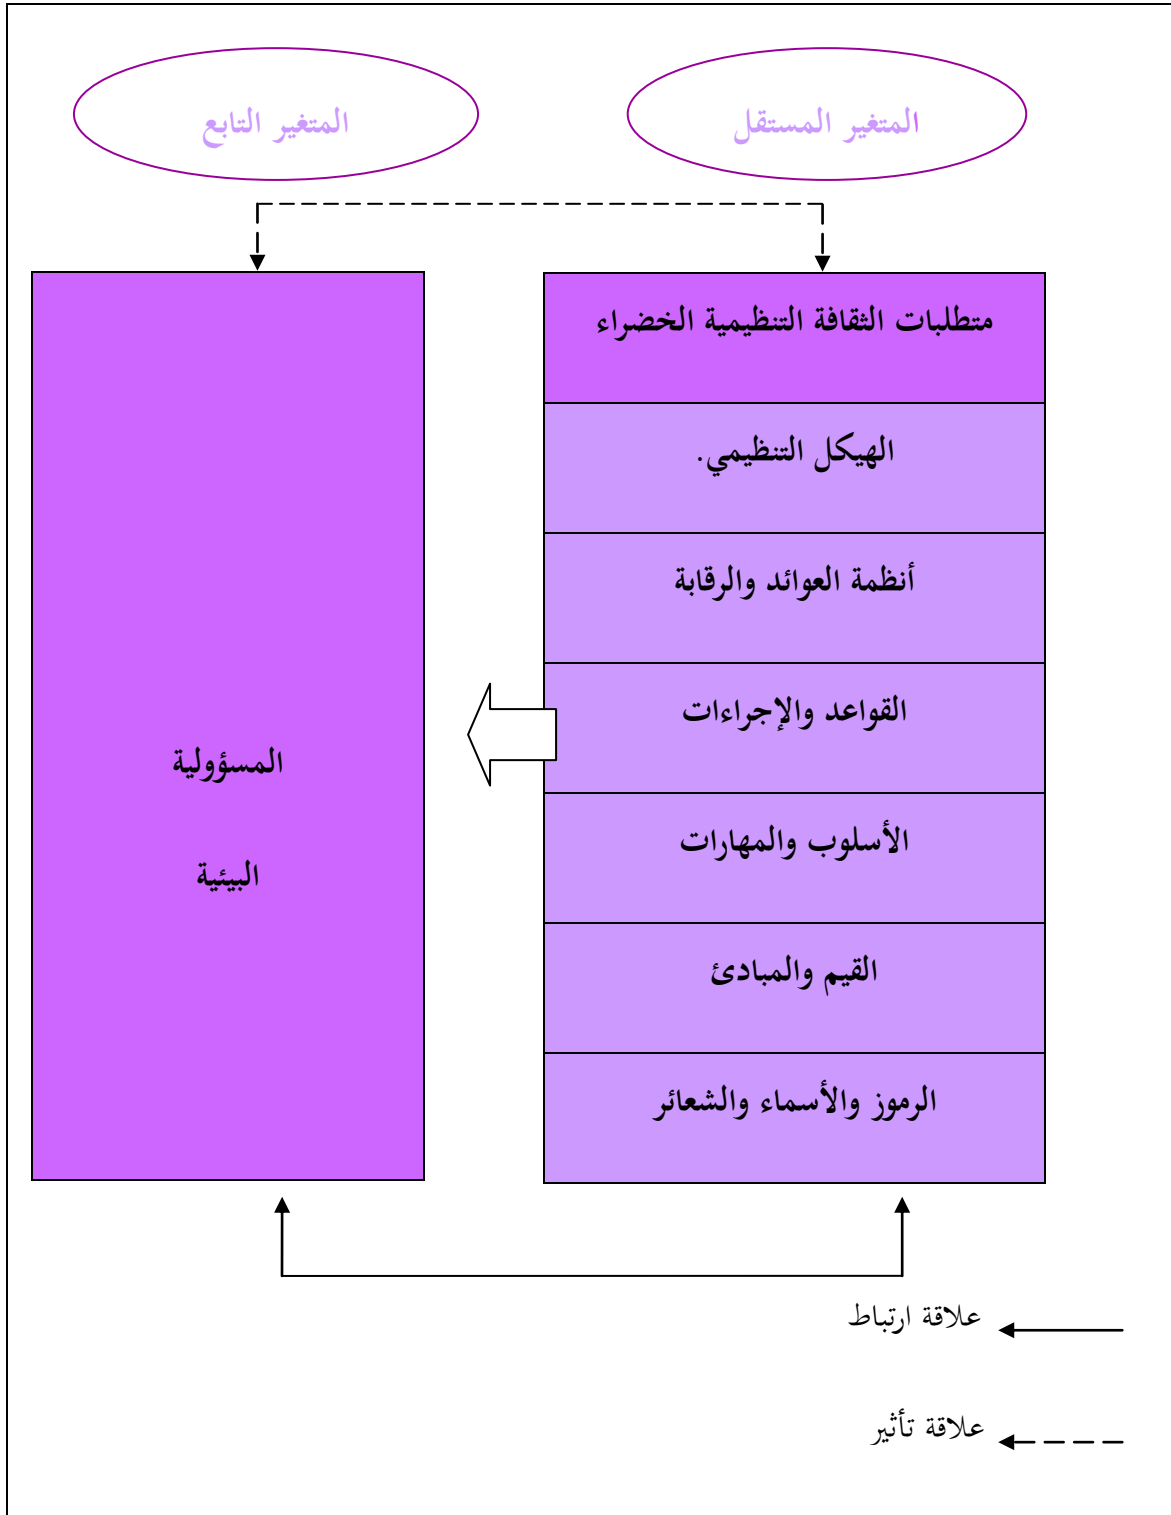 المتغير المستقل
المتغير التابع
متطلبات الثقافة التنظيمية الخضراء
الهيكل التنظيمي.
أنظمة العوائد والرقابة
القواعد والإجراءات
الأسلوب والمهارات
القيم والمبادئ
الرموز والأسماء والشعائر
المسؤولية
البيئية
علاقة ارتباط
علاقة تأثير